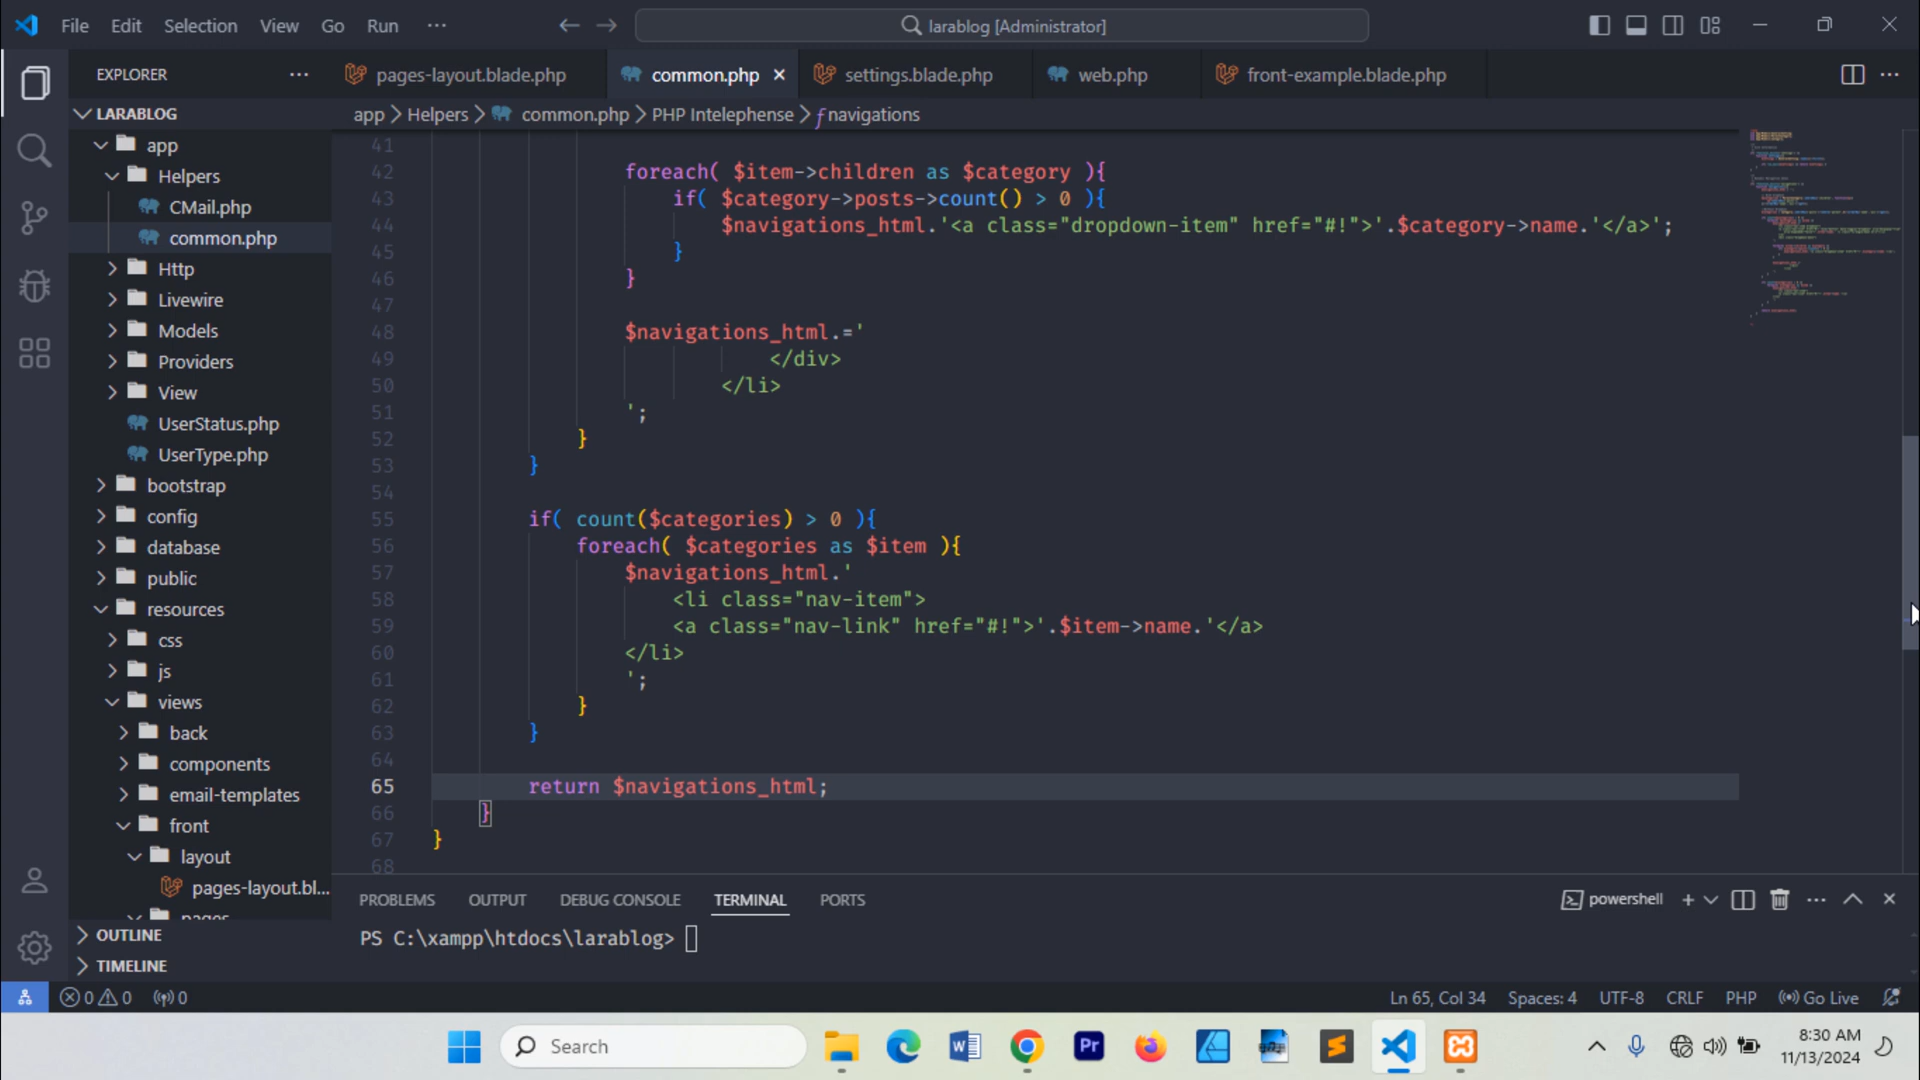 File Edit Selection View Go Run ···
larablog [Administrator]
EXPLORER ···
pages-layout.blade.php
common.php ×
settings.blade.php
web.php
front-example.blade.php
LARABLOG
app > Helpers > common.php > PHP Intelephense > navigations
app
Helpers
CMail.php
common.php
Http
Livewire
Models
Providers
View
UserStatus.php
UserType.php
bootstrap
config
database
public
resources
css
js
views
back
components
email-templates
front
layout
pages-layout.bl...
pages
OUTLINE
TIMELINE
41
42 foreach( $item->children as $category ){
43 if( $category->posts->count() > 0 ){
44 $navigations_html.'<a class="dropdown-item" href="#!">'.$category->name.'</a>';
45 }
46 }
47
48 $navigations_html.='
49 </div>
50 </li>
51 ';
52 }
53 }
54
55 if( count($categories) > 0 ){
56 foreach( $categories as $item ){
57 $navigations_html.'
58 <li class="nav-item">
59 <a class="nav-link" href="#!">'.$item->name.'</a>
60 </li>
61 ';
62 }
63 }
64
65 return $navigations_html;
66 }
67 }
68
PROBLEMS OUTPUT DEBUG CONSOLE TERMINAL PORTS
powershell
PS C:\xampp\htdocs\larablog>
0 0 0
Ln 65, Col 34 Spaces: 4 UTF-8 CRLF PHP Go Live
Search
Pr
8:30 AM
11/13/2024